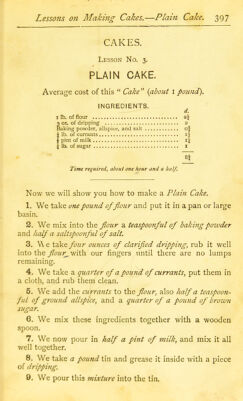 Lessons on Making Cakes.—Plain Cake. 397
CAKES.
LESSON No. 3.
PLAIN CAKE.
Average cost of this "Cake" (about 1 pound).
INGREDIENTS.
d.
1 lb. of flour
oz. of dripping
Baking powder, allspice, and salt
lb. of currants
pint of milk
lb. of sugar
Time required, about one hour and a half.
Now we will show you how to make a Plain Cake.
1. We take one pound of flour and put it in a pan or large
basin.
2. We mix into the flour a teaspoonful of baking powder
and half a saltspoonful of salt.
3. We take four ounces of clarified dripping, rub it well
into the flour, with our fingers until there are no lumps
remaining.
4. We take a quarter of a pound of currants, put them in
a cloth, and rub them clean.
5. We add the currants to the flour, also half a teaspoon-
ful of ground allspice, and a quarter of a pound of brown
sugar.
6. We mix these ingredients together with a wooden
spoon.
7. We now pour in half a pint of milk, and mix it all
well together.
8. We take a pound tin and grease it inside with a piece
of dripping.
9. We pour this mixture into the tin.